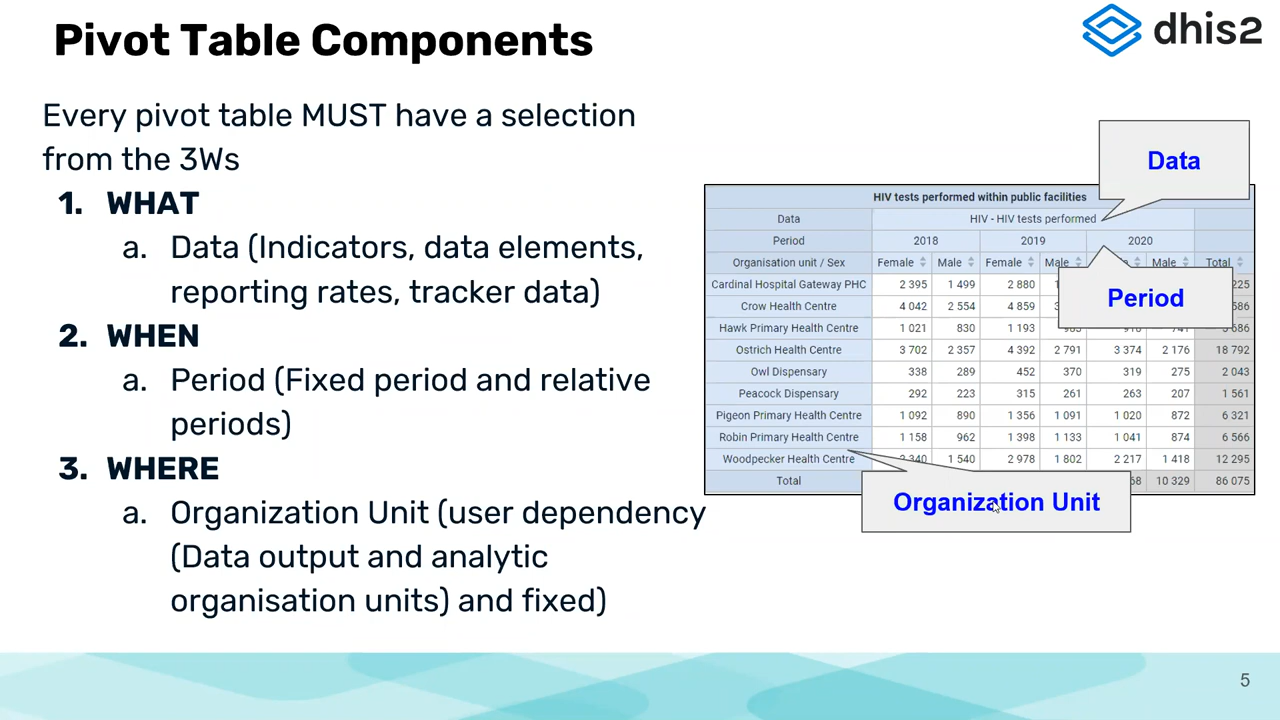 Pivot Table Components
dhis2
Every pivot table MUST have a selection
from the 3Ws
1. WHAT
a. Data (Indicators, data elements,
reporting rates, tracker data)
2. WHEN
a. Period (Fixed period and relative
periods)
3. WHERE
a. Organization Unit (user dependency
(Data output and analytic
organisation units) and fixed)
Data
HIV tests performed within public facilities
Data HIV - HIV tests performed
Period 2018 2019 2020
Organisation unit / Sex Female Male Female Male Male Total
Cardinal Hospital Gateway PHC 2 395 1 499 2 880 225
Crow Health Centre 4 042 2 554 4 859 586
Period
Hawk Primary Health Centre 1 021 830 1 193 5 686
Ostrich Health Centre 3 702 2 357 4 392 2 791 3 374 2 176 18 792
Owl Dispensary 338 289 452 370 319 275 2 043
Peacock Dispensary 292 223 315 261 263 207 1 561
Pigeon Primary Health Centre 1 092 890 1 356 1 091 1 020 872 6 321
Robin Primary Health Centre 1 158 962 1 398 1 133 1 041 874 6 566
Woodpecker Health Centre 2 340 1 540 2 978 1 802 2 217 1 418 12 295
Total 68 10 329 86 075
Organization Unit
5